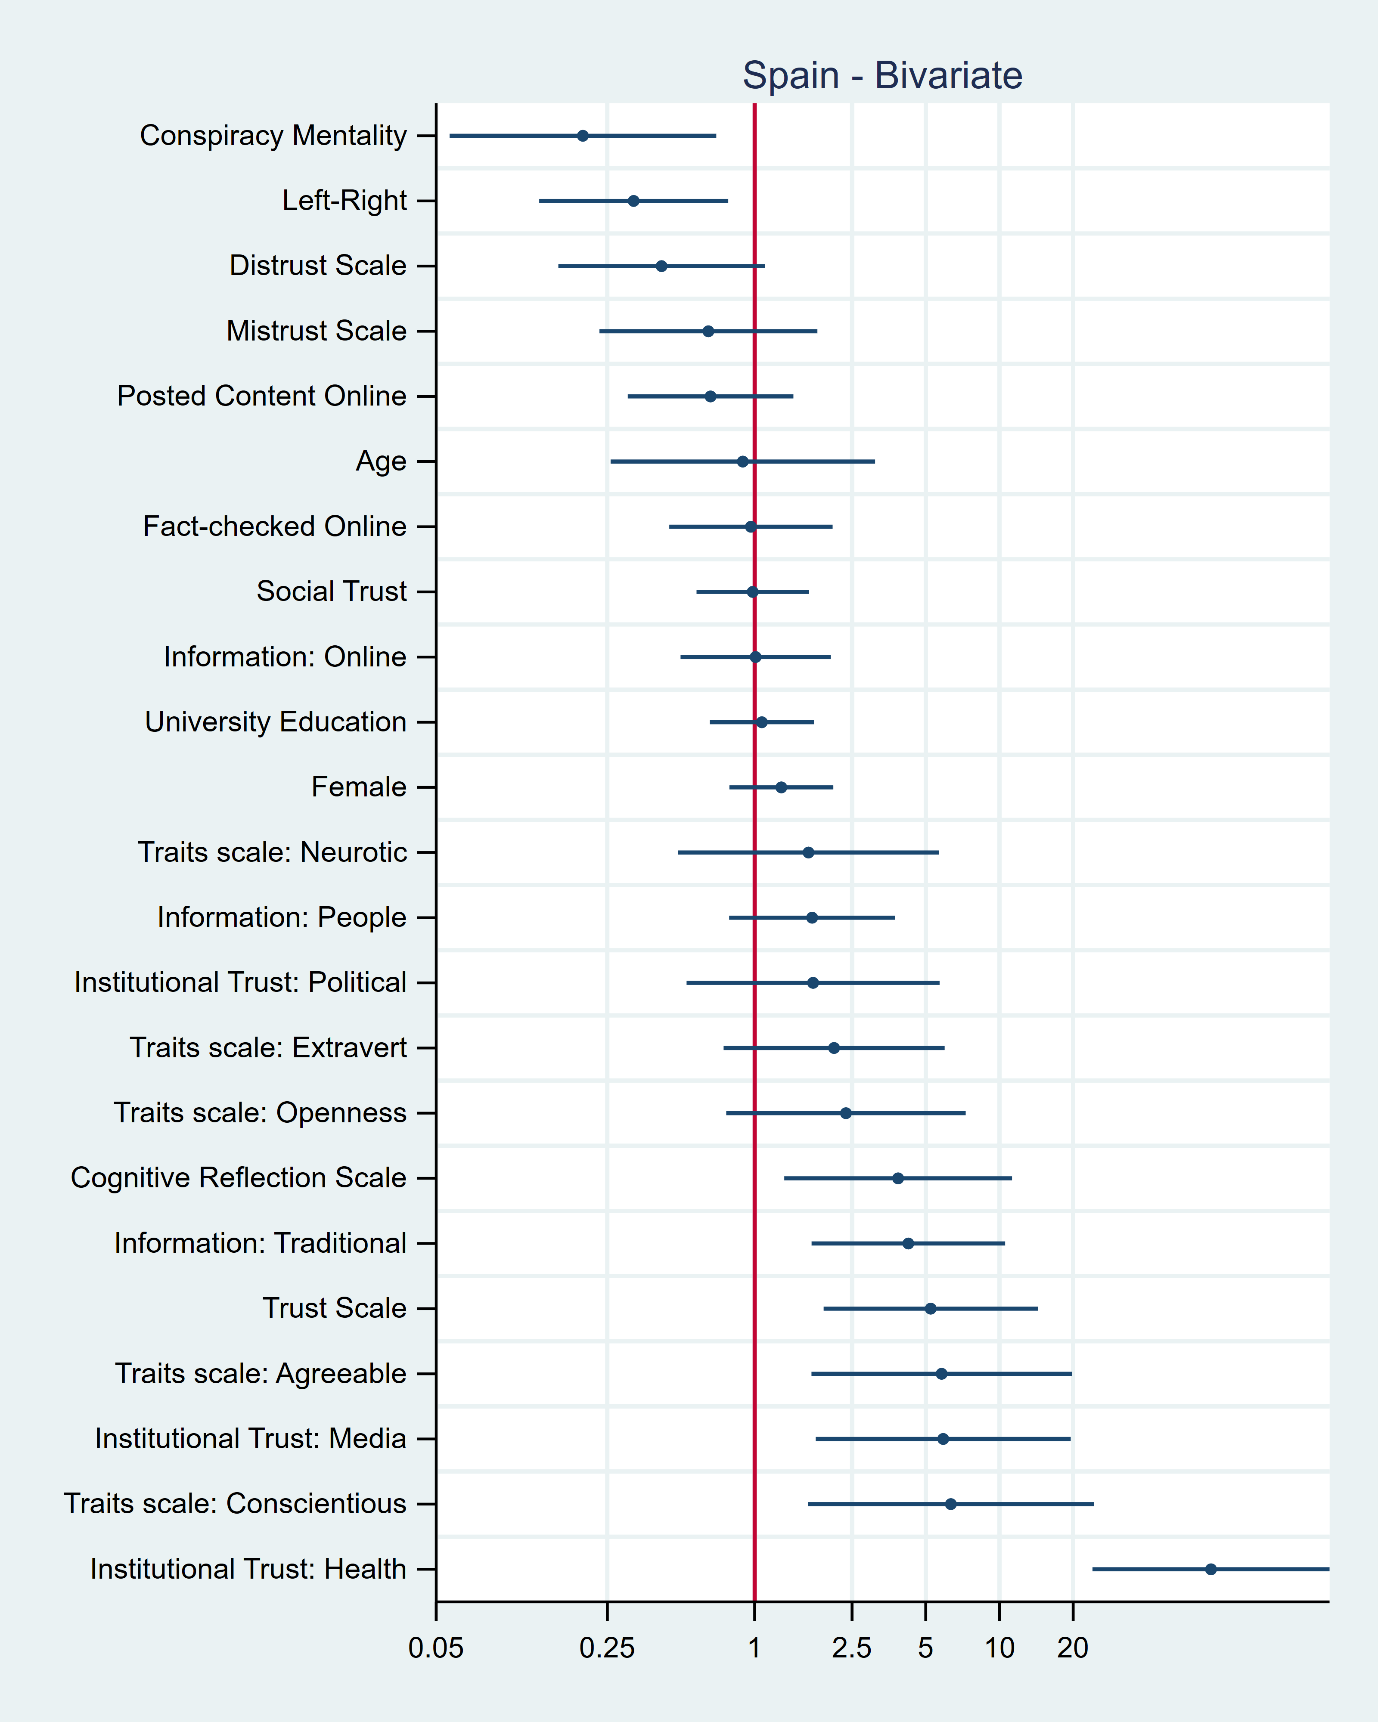 Spain - Bivariate
Conspiracy Mentality
Left-Right
Distrust Scale
Mistrust Scale
Posted Content Online
Age
Fact-checked Online
Social Trust
Information: Online
University Education
Female
Traits scale: Neurotic
Information: People
Institutional Trust: Political
Traits scale: Extravert
Traits scale: Openness
Cognitive Reflection Scale
Information: Traditional
Trust Scale
Traits scale: Agreeable
Institutional Trust: Media
Traits scale: Conscientious
Institutional Trust: Health
0.05 0.25 1 2.5 5 10 20